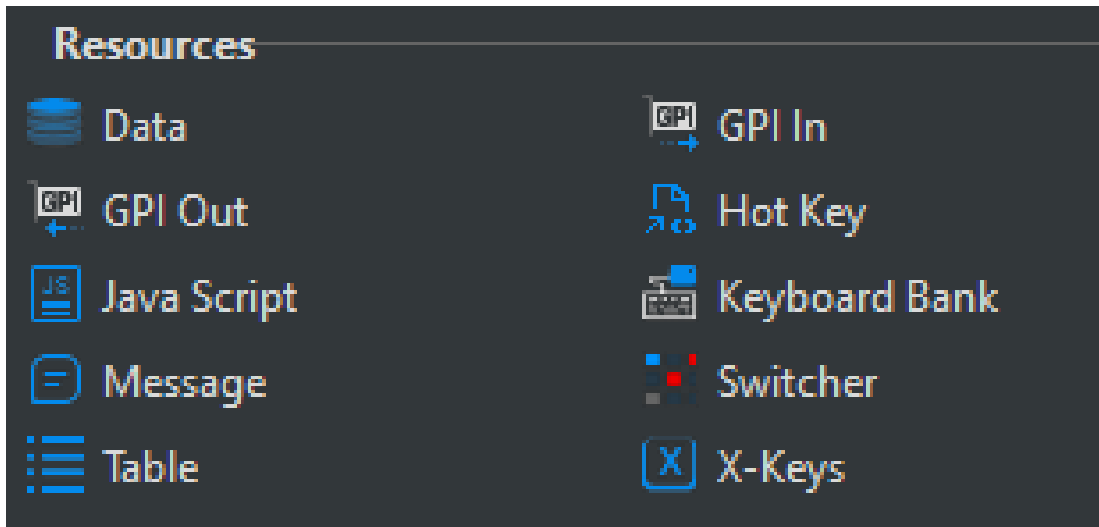 Resources
Data
GPI
GPI In
GPI
GPI Out
Hot Key
JS
Java Script
Keyboard Bank
Message
Switcher
Table
X
X-Keys